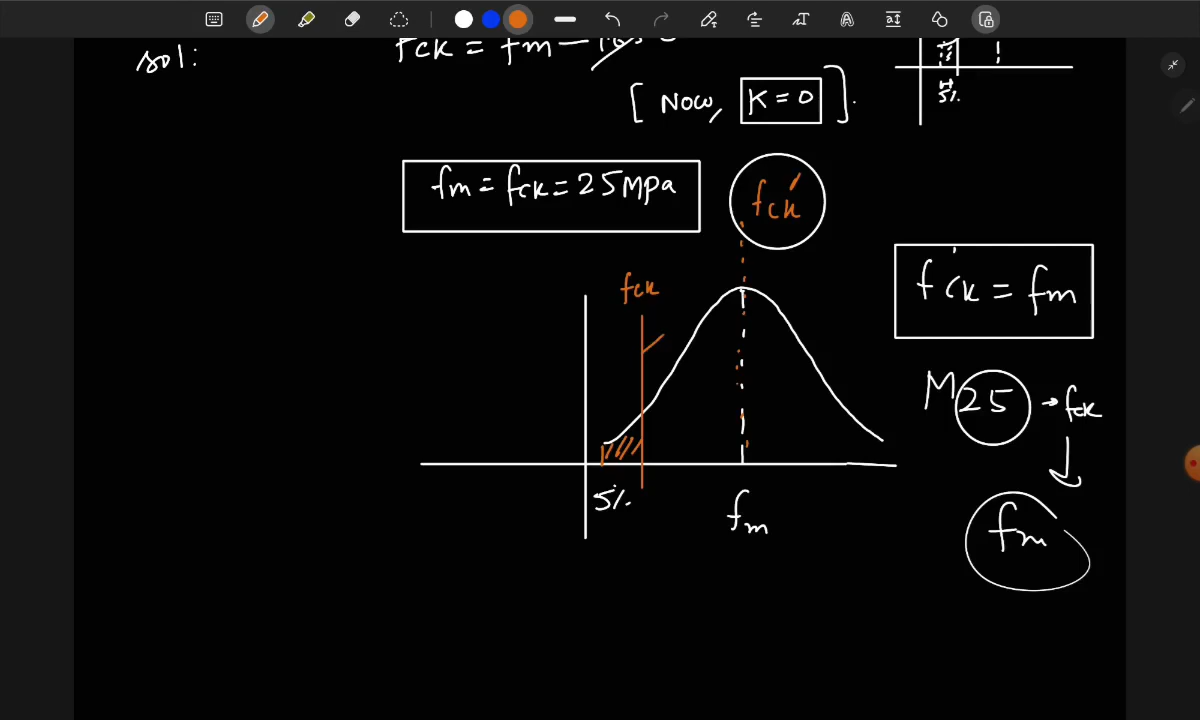 sol:
fck = fm –
[ Now, K = 0 ].
5%
fm = fck = 25 MPa
fck'
f'ck = fm
fck
M25 → fck
5%
fm
fm